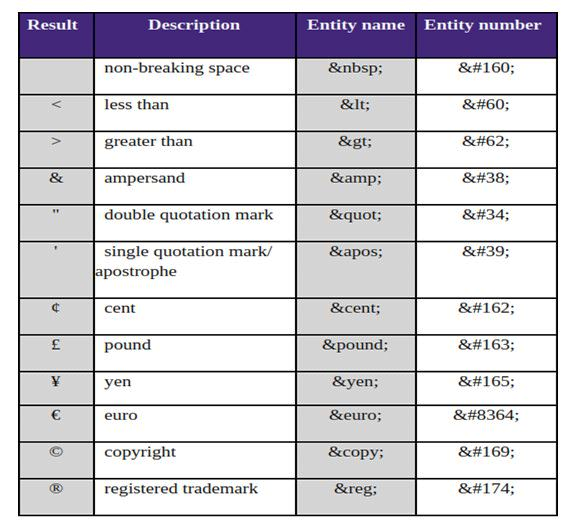 Result Description Entity name Entity number
non-breaking space &nbsp; &#160;
< less than &lt; &#60;
> greater than &gt; &#62;
& ampersand &amp; &#38;
" double quotation mark &quot; &#34;
' single quotation mark/ &apos; &#39;
apostrophe
¢ cent &cent; &#162;
£ pound &pound; &#163;
¥ yen &yen; &#165;
€ euro &euro; &#8364;
© copyright &copy; &#169;
® registered trademark &reg; &#174;